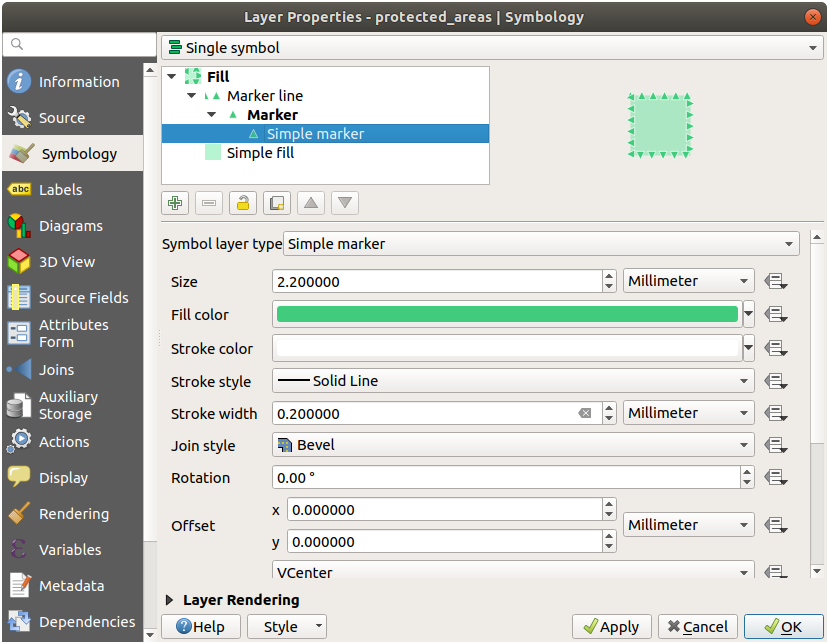 Layer Properties - protected_areas | Symbology
Single symbol
Information
Source
Symbology
Labels
Diagrams
3D View
Source Fields
Attributes
Form
Joins
Auxiliary
Storage
Actions
Display
Rendering
Variables
Metadata
Dependencies
abc
Fill
Marker line
Marker
Simple marker
Simple fill
Symbol layer type Simple marker
Size 2.200000 Millimeter
Fill color
Stroke color
Stroke style Solid Line
Stroke width 0.200000 Millimeter
Join style Bevel
Rotation 0.00 °
Offset x 0.000000 Millimeter
y 0.000000
VCenter
Layer Rendering
Help Style Apply Cancel OK